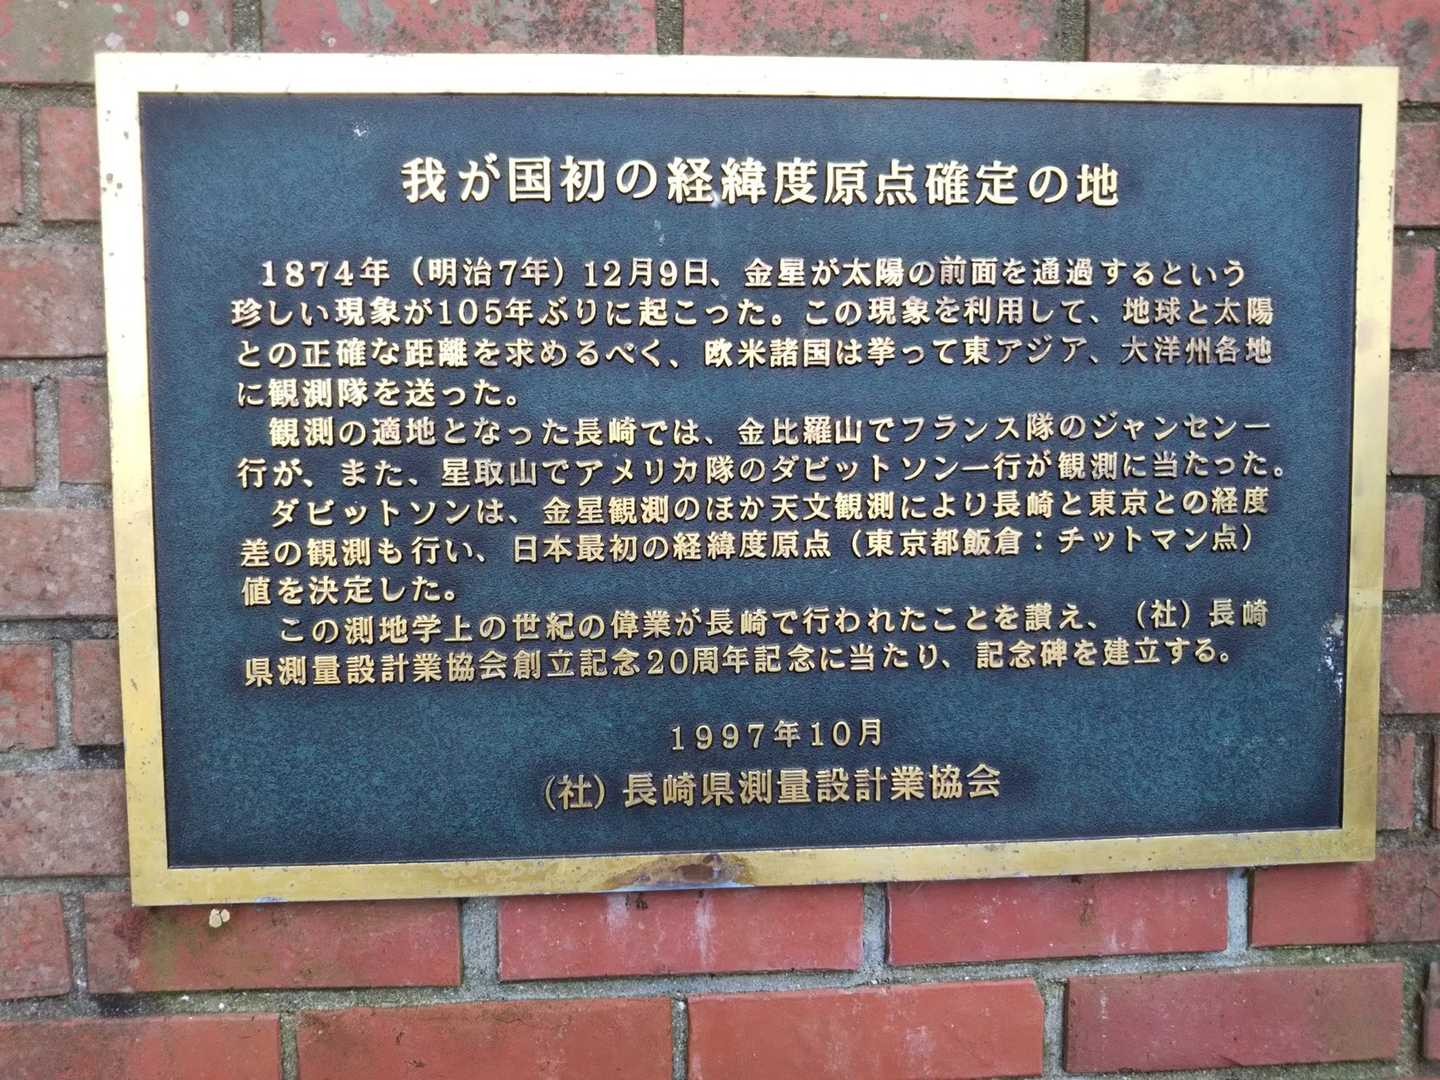 我が国初の経緯度原点確定の地
1874年（明治7年）12月9日、金星が太陽の前面を通過するという
珍しい現象が105年ぶりに起こった。この現象を利用して、地球と太陽
との正確な距離を求めるべく、欧米諸国は挙って東アジア、大洋州各地
に観測隊を送った。
観測の適地となった長崎では、金比羅山でフランス隊のジャンセン一
行が、また、星取山でアメリカ隊のダビットソン一行が観測に当たった。
ダビットソンは、金星観測のほか天文観測により長崎と東京との経度
差の観測も行い、日本最初の経緯度原点（東京都飯倉：チットマン点）
値を決定した。
この測地学上の世紀の偉業が長崎で行われたことを讃え、（社）長崎
県測量設計業協会創立記念20周年記念に当たり、記念碑を建立する。
1997年10月
（社）長崎県測量設計業協会